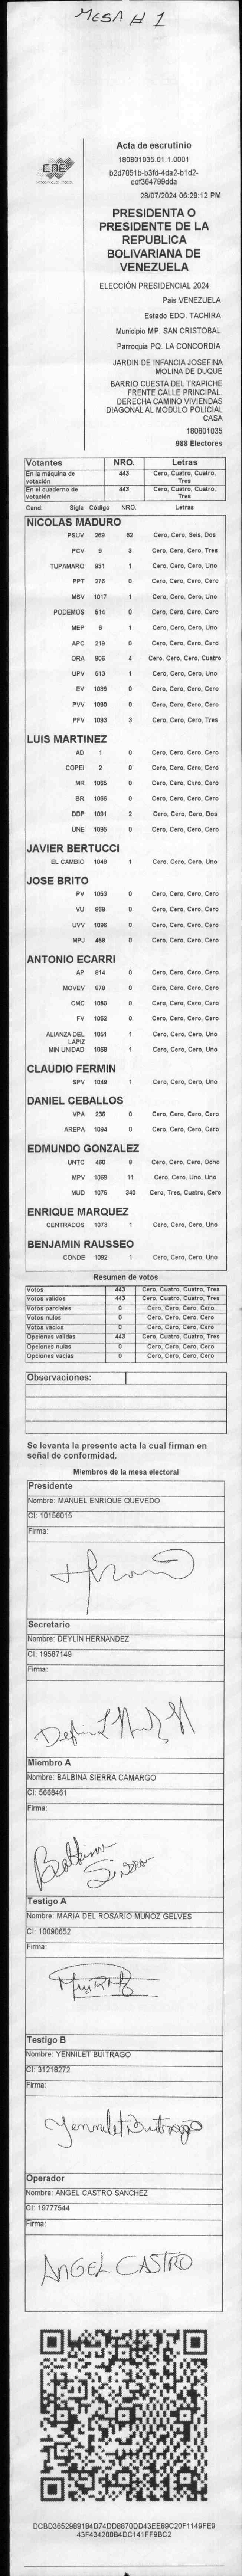 MESA # 1
CNE
Acta de escrutinio
180801035.01.1.0001
b2d7051b-b3fd-4da2-b1d2-
edf364799dda
28/07/2024 06:28:12 PM
PRESIDENTA O
PRESIDENTE DE LA
REPUBLICA
BOLIVARIANA DE
VENEZUELA
ELECCIÓN PRESIDENCIAL 2024
Pais VENEZUELA
Estado EDO. TACHIRA
Municipio MP. SAN CRISTOBAL
Parroquia PQ. LA CONCORDIA
JARDIN DE INFANCIA JOSEFINA
MOLINA DE DUQUE
BARRIO CUESTA DEL TRAPICHE
FRENTE CALLE PRINCIPAL.
DERECHA CAMINO VIVIENDAS
DIAGONAL AL MODULO POLICIAL
CASA
180801035
988 Electores
Votantes NRO. Letras
En la máquina de votación 443 Cero, Cuatro, Cuatro, Tres
En el cuaderno de votación 443 Cero, Cuatro, Cuatro, Tres
Cand. Sigla Código NRO. Letras
NICOLAS MADURO
PSUV 269 62 Cero, Cero, Seis, Dos
PCV 9 3 Cero, Cero, Cero, Tres
TUPAMARO 931 1 Cero, Cero, Cero, Uno
PPT 276 0 Cero, Cero, Cero, Cero
MSV 1017 1 Cero, Cero, Cero, Uno
PODEMOS 514 0 Cero, Cero, Cero, Cero
MEP 6 1 Cero, Cero, Cero, Uno
APC 219 0 Cero, Cero, Cero, Cero
ORA 906 4 Cero, Cero, Cero, Cuatro
UPV 513 1 Cero, Cero, Cero, Uno
EV 1089 0 Cero, Cero, Cero, Cero
PVV 1090 0 Cero, Cero, Cero, Cero
PFV 1093 3 Cero, Cero, Cero, Tres
LUIS MARTINEZ
AD 1 0 Cero, Cero, Cero, Cero
COPEI 2 0 Cero, Cero, Cero, Cero
MR 1065 0 Cero, Cero, Cero, Cero
BR 1066 0 Cero, Cero, Cero, Cero
DDP 1091 2 Cero, Cero, Cero, Dos
UNE 1095 0 Cero, Cero, Cero, Cero
JAVIER BERTUCCI
EL CAMBIO 1049 1 Cero, Cero, Cero, Uno
JOSE BRITO
PV 1053 0 Cero, Cero, Cero, Cero
VU 969 0 Cero, Cero, Cero, Cero
UVV 1096 0 Cero, Cero, Cero, Cero
MPJ 459 0 Cero, Cero, Cero, Cero
ANTONIO ECARRI
AP 914 0 Cero, Cero, Cero, Cero
MOVEV 679 0 Cero, Cero, Cero, Cero
CMC 1050 0 Cero, Cero, Cero, Cero
FV 1062 0 Cero, Cero, Cero, Cero
ALIANZA DEL LAPIZ 1051 1 Cero, Cero, Cero, Uno
MIN UNIDAD 1069 1 Cero, Cero, Cero, Uno
CLAUDIO FERMIN
SPV 1048 1 Cero, Cero, Cero, Uno
DANIEL CEBALLOS
VPA 236 0 Cero, Cero, Cero, Cero
AREPA 1094 0 Cero, Cero, Cero, Cero
EDMUNDO GONZALEZ
UNTC 460 8 Cero, Cero, Cero, Ocho
MPV 1059 11 Cero, Cero, Uno, Uno
MUD 1075 340 Cero, Tres, Cuatro, Cero
ENRIQUE MARQUEZ
CENTRADOS 1073 1 Cero, Cero, Cero, Uno
BENJAMIN RAUSSEO
CONDE 1092 1 Cero, Cero, Cero, Uno
Resumen de votos
Votos 443 Cero, Cuatro, Cuatro, Tres
Votos validos 443 Cero, Cuatro, Cuatro, Tres
Votos parciales 0 Cero, Cero, Cero, Cero
Votos nulos 0 Cero, Cero, Cero, Cero
Votos vacios 0 Cero, Cero, Cero, Cero
Opciones validas 443 Cero, Cuatro, Cuatro, Tres
Opciones nulas 0 Cero, Cero, Cero, Cero
Opciones vacias 0 Cero, Cero, Cero, Cero
Observaciones:
Se levanta la presente acta la cual firman en
señal de conformidad.
Miembros de la mesa electoral
Presidente
Nombre: MANUEL ENRIQUE QUEVEDO
CI: 10156015
Firma:
Secretario
Nombre: DEYLIN HERNANDEZ
CI: 19587149
Firma:
Miembro A
Nombre: BALBINA SIERRA CAMARGO
CI: 5668461
Firma:
Balbina
Sierra
Testigo A
Nombre: MARIA DEL ROSARIO MUÑOZ GELVES
CI: 10090652
Firma:
Testigo B
Nombre: YENNILET BUITRAGO
CI: 31218272
Firma:
Yennilet Buitrago
Operador
Nombre: ANGEL CASTRO SANCHEZ
CI: 19777544
Firma:
ANGEL CASTRO
DCBD3652989184D74DD8870DD43EE89C20F1149FE9
43F434200B4DC141FF9BC2